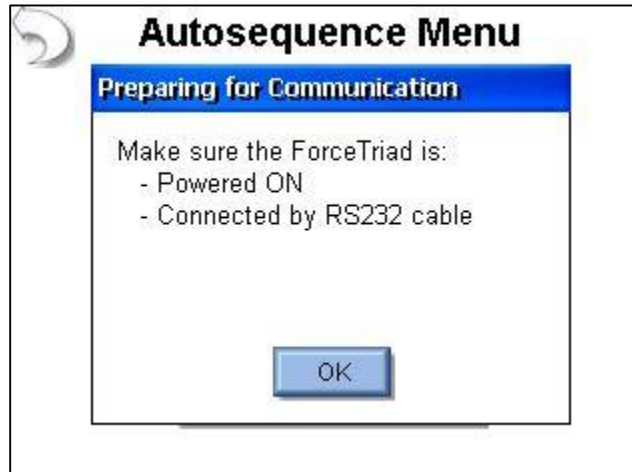 Autosequence Menu
Preparing for Communication
Make sure the ForceTriad is:
- Powered ON
- Connected by RS232 cable
OK